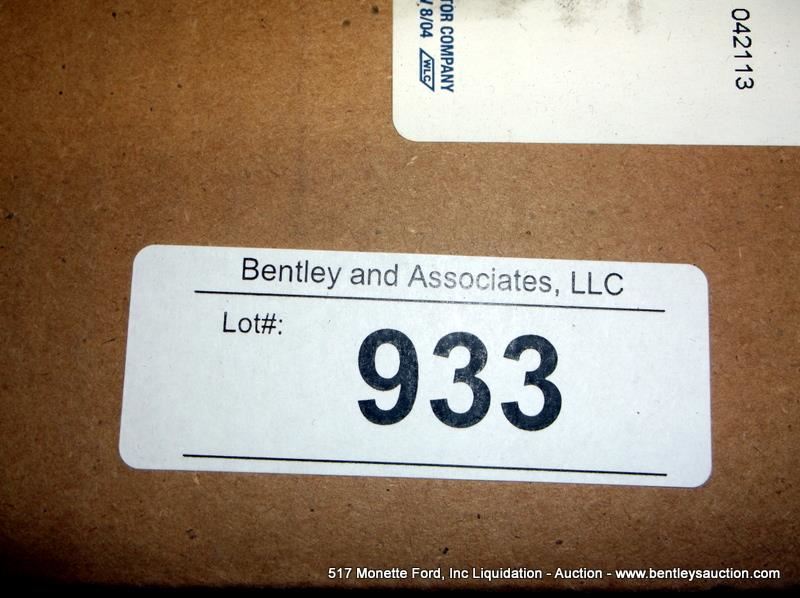 TOR COMPANY
8/04 WLC
042113
Bentley and Associates, LLC
Lot#:
933
517 Monette Ford, Inc Liquidation - Auction - www.bentleysauction.com